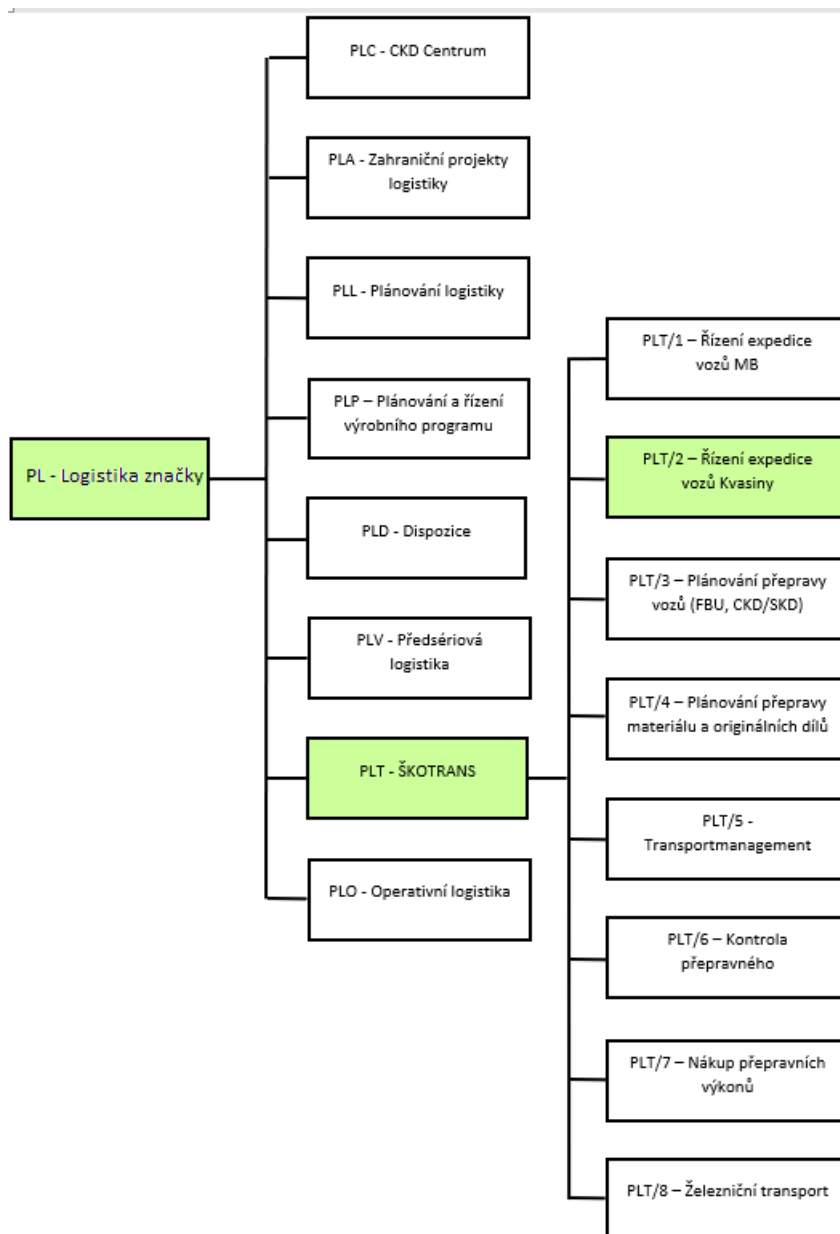 PLC - CKD Centrum
PLA - Zahraniční projekty
logistiky
PLL - Plánování logistiky
PLP – Plánování a řízení
výrobního programu
PL - Logistika značky
PLD - Dispozice
PLV - Předsériová
logistika
PLT - ŠKOTRANS
PLO - Operativní logistika
PLT/1 – Řízení expedice
vozů MB
PLT/2 – Řízení expedice
vozů Kvasiny
PLT/3 – Plánování přepravy
vozů (FBU, CKD/SKD)
PLT/4 – Plánování přepravy
materiálu a originálních dílů
PLT/5 -
Transportmanagement
PLT/6 – Kontrola
přepravného
PLT/7 – Nákup přepravních
výkonů
PLT/8 – Železniční transport